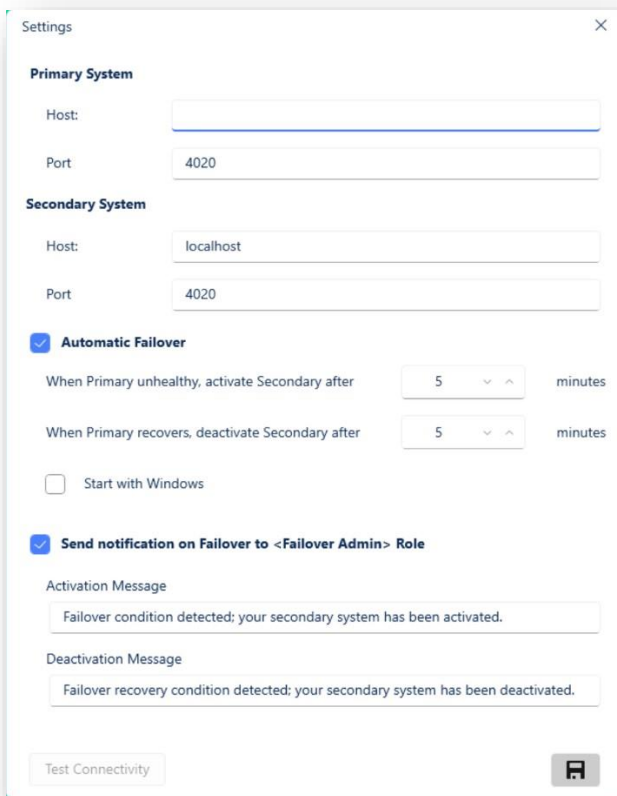 Settings
Primary System
Host:
Port 4020
Secondary System
Host: localhost
Port 4020
Automatic Failover
When Primary unhealthy, activate Secondary after 5 minutes
When Primary recovers, deactivate Secondary after 5 minutes
Start with Windows
Send notification on Failover to <Failover Admin> Role
Activation Message
Failover condition detected; your secondary system has been activated.
Deactivation Message
Failover recovery condition detected; your secondary system has been deactivated.
Test Connectivity